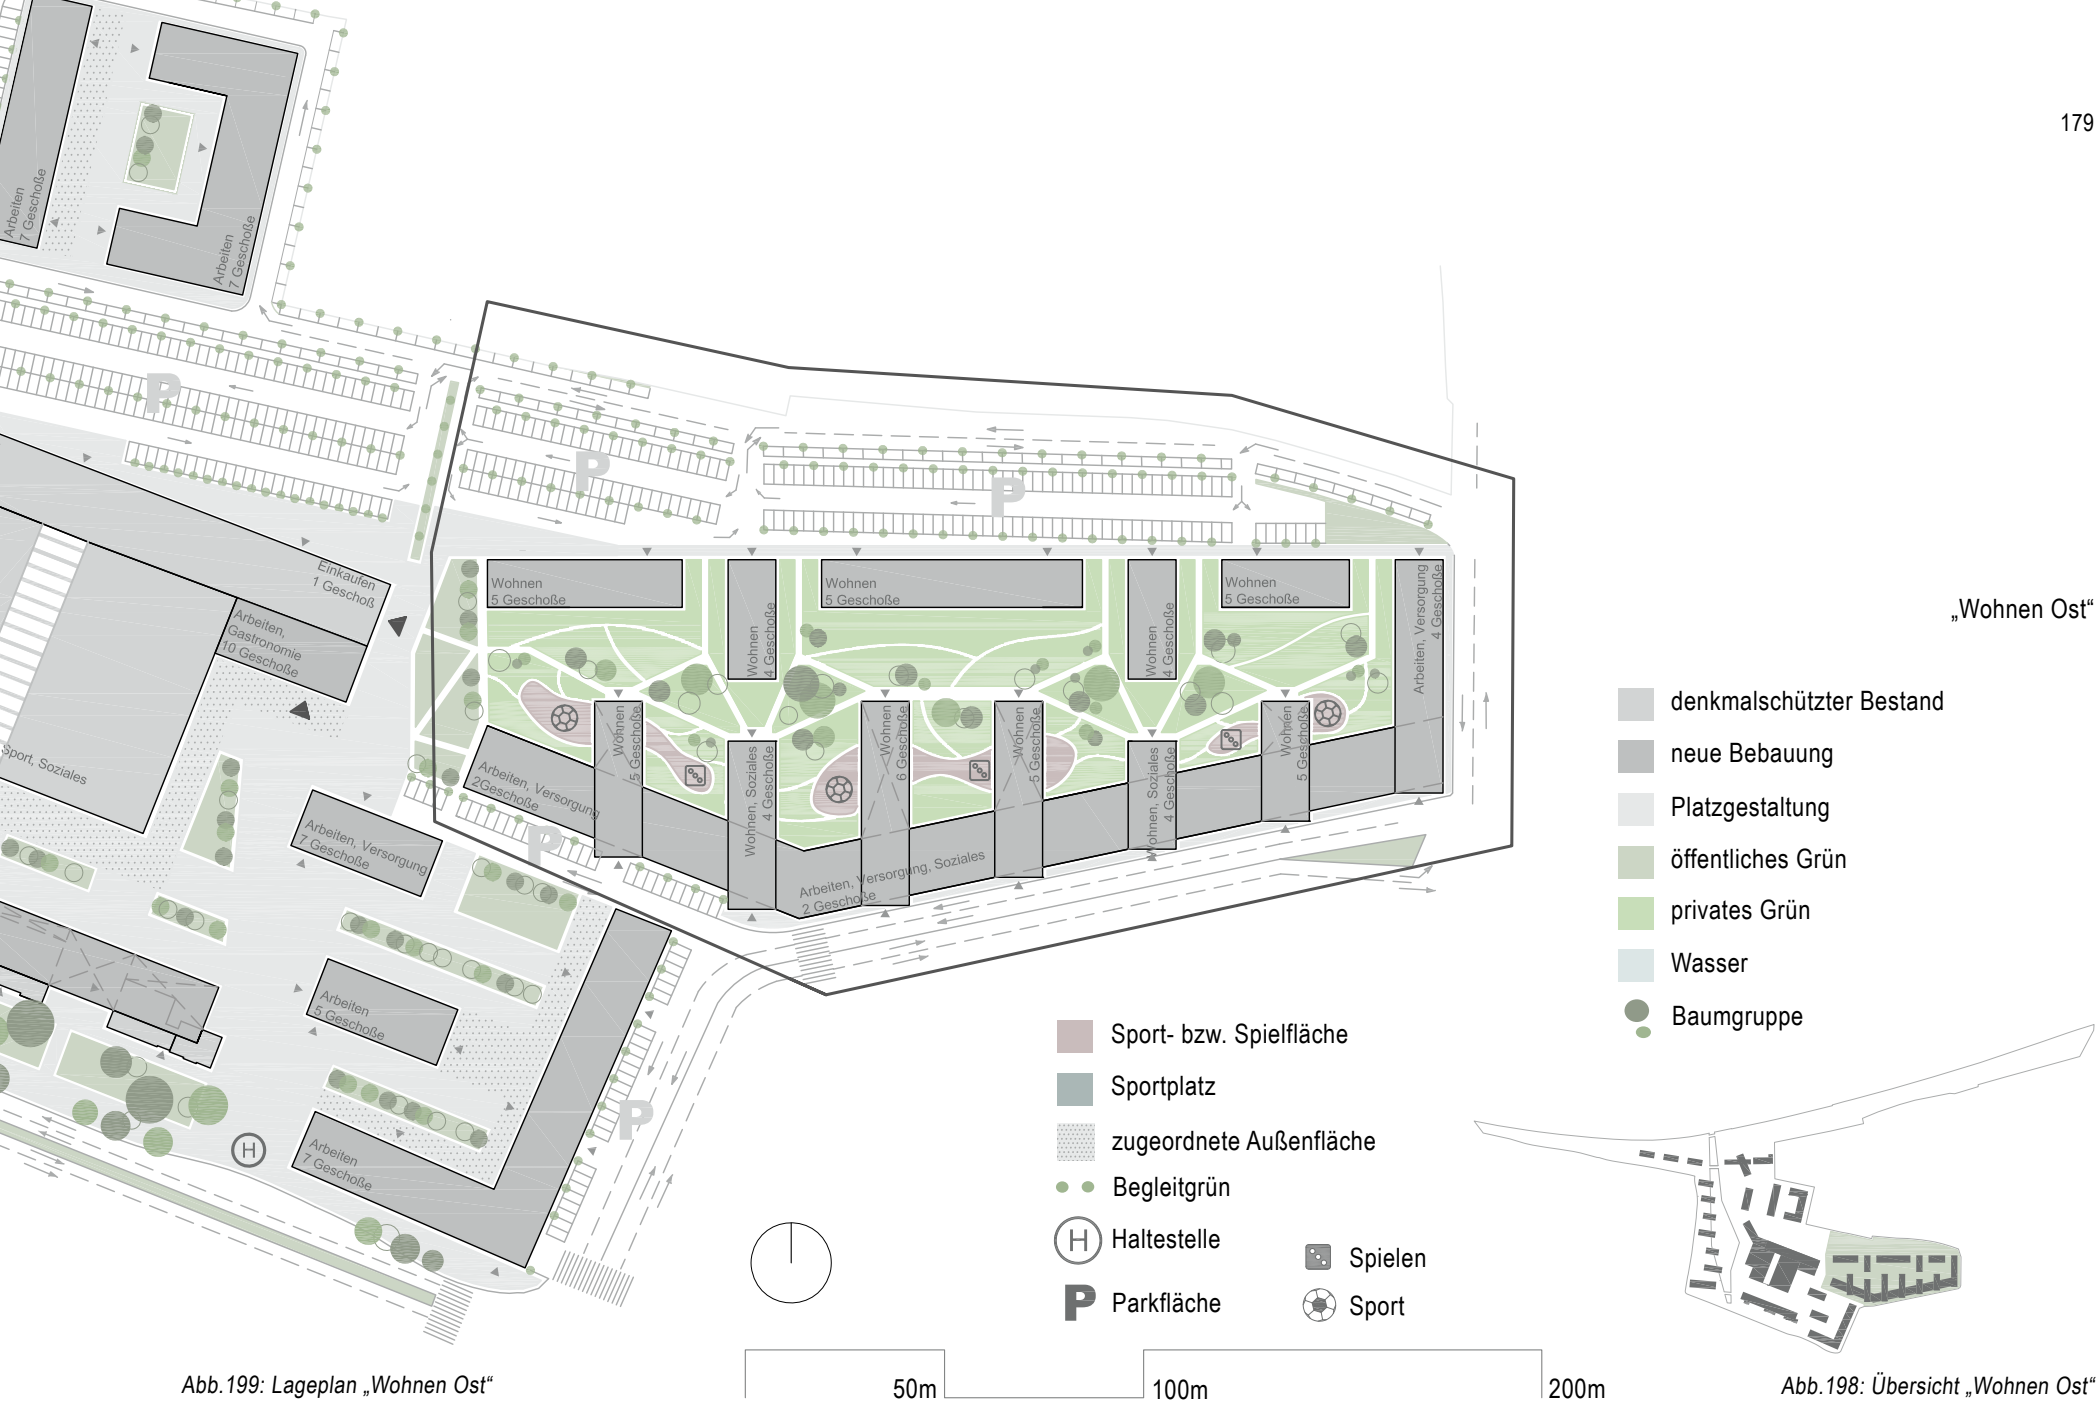 179
Arbeiten
7 Geschoße
Arbeiten
7 Geschoße
P
P
P
Einkaufen
1 Geschoß
Arbeiten,
Gastronomie
10 Geschoße
Sport, Soziales
Wohnen
5 Geschoße
Wohnen
4 Geschoße
Wohnen
5 Geschoße
Wohnen
4 Geschoße
Wohnen
5 Geschoße
Arbeiten, Versorgung
4 Geschoße
„Wohnen Ost“
Wohnen
5 Geschoße
Wohnen, Soziales
4 Geschoße
Wohnen
6 Geschoße
Wohnen
5 Geschoße
Wohnen, Soziales
4 Geschoße
Wohnen
5 Geschoße
Arbeiten, Versorgung
2Geschoße
P
Arbeiten, Versorgung
7 Geschoße
Arbeiten, Versorgung, Soziales
2 Geschoße
Arbeiten
5 Geschoße
Arbeiten
7 Geschoße
H
P
denkmalschützter Bestand
neue Bebauung
Platzgestaltung
öffentliches Grün
privates Grün
Wasser
Baumgruppe
Sport- bzw. Spielfläche
Sportplatz
zugeordnete Außenfläche
Begleitgrün
H Haltestelle
P Parkfläche
Spielen
Sport
50m
100m
200m
Abb.199: Lageplan „Wohnen Ost“
Abb.198: Übersicht „Wohnen Ost“